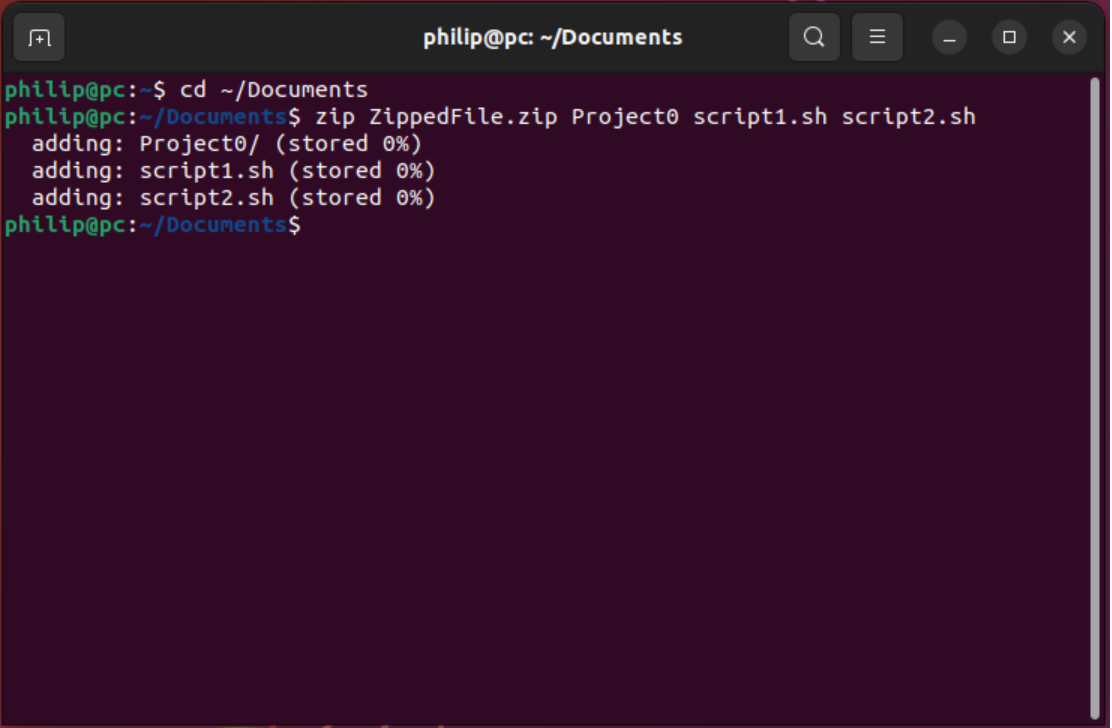 philip@pc: ~/Documents
philip@pc:~$ cd ~/Documents
philip@pc:~/Documents$ zip ZippedFile.zip Project0 script1.sh script2.sh
  adding: Project0/ (stored 0%)
  adding: script1.sh (stored 0%)
  adding: script2.sh (stored 0%)
philip@pc:~/Documents$